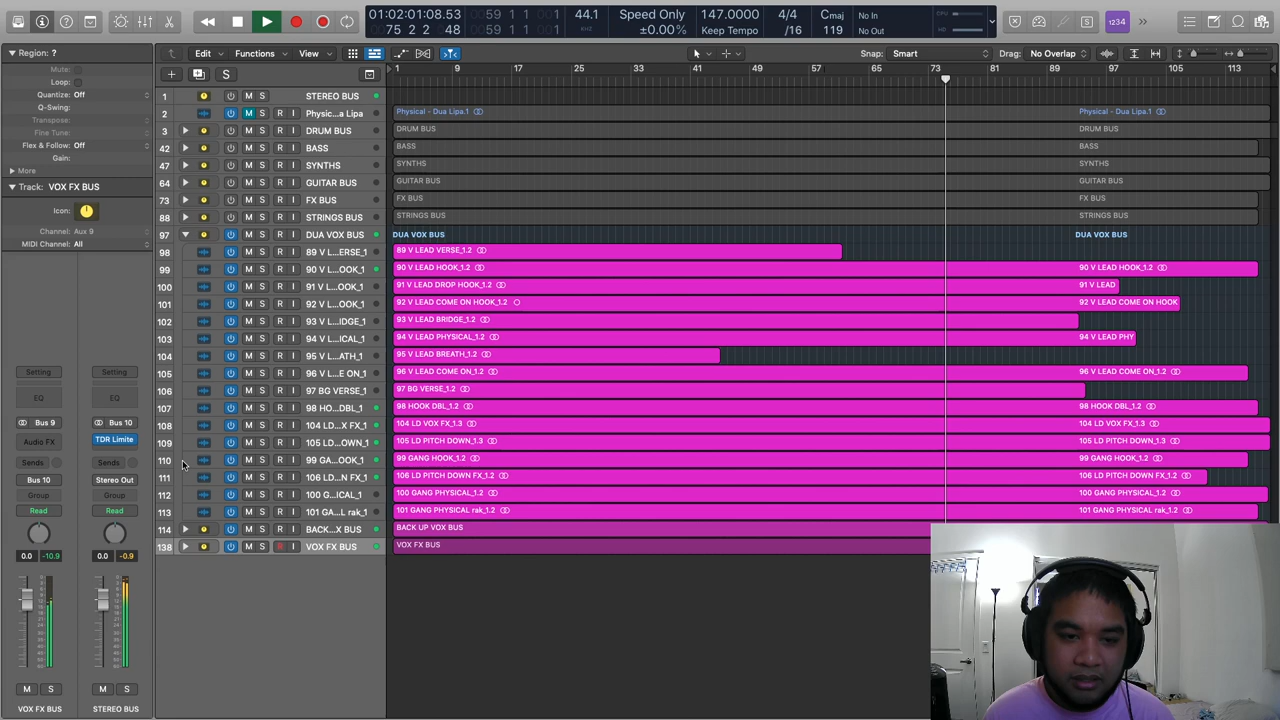 01:02:01:08.53
75 2 2 48
0059 1 1 1
0059 1 1 1
44.1
kHz
Speed Only
±0.00%
147.0000
Keep Tempo
4/4
/16
Cmaj
119
No In
No Out
CPU
HD
1234
Region: ?
Mute:
Loop:
Quantize: Off
Q-Swing:
Transpose:
Fine Tune:
Flex & Follow: Off
Gain:
More
Track: VOX FX BUS
Icon:
Channel: Aux 9
MIDI Channel: All
Setting Setting
EQ EQ
Bus 9 Bus 10
Audio FX TDR Limite
Sends Sends
Bus 10 Stereo Out
Group Group
Read Read
0.0 -10.9 0.0 -0.9
M S M S
VOX FX BUS STEREO BUS
Edit Functions View Snap: Smart Drag: No Overlap
S
1 9 17 25 33 41 49 57 65 73 81 89 97 105 113
1 M S STEREO BUS
2 M S R I Physic...a Lipa Physical - Dua Lipa.1 Physical - Dua Lipa.1
3 M S R I DRUM BUS DRUM BUS DRUM BUS
42 M S R I BASS BASS BASS
47 M S R I SYNTHS SYNTHS SYNTHS
64 M S R I GUITAR BUS GUITAR BUS GUITAR BUS
73 M S R I FX BUS FX BUS FX BUS
88 M S R I STRINGS BUS STRINGS BUS STRINGS BUS
97 M S R I DUA VOX BUS DUA VOX BUS DUA VOX BUS
98 M S R I 89 V L...ERSE_1 89 V LEAD VERSE_1.2
99 M S R I 90 V L...OOK_1 90 V LEAD HOOK_1.2 90 V LEAD HOOK_1.2
100 M S R I 91 V L...OOK_1 91 V LEAD DROP HOOK_1.2 91 V LEAD
101 M S R I 92 V L...OOK_1 92 V LEAD COME ON HOOK_1.2 92 V LEAD COME ON HOOK
102 M S R I 93 V L...IDGE_1 93 V LEAD BRIDGE_1.2
103 M S R I 94 V L...ICAL_1 94 V LEAD PHYSICAL_1.2 94 V LEAD PHY
104 M S R I 95 V L...ATH_1 95 V LEAD BREATH_1.2
105 M S R I 96 V L...E ON_1 96 V LEAD COME ON_1.2 96 V LEAD COME ON_1.2
106 M S R I 97 BG VERSE_1 97 BG VERSE_1.2
107 M S R I 98 HO...DBL_1 98 HOOK DBL_1.2 98 HOOK DBL_1.2
108 M S R I 104 LD...X FX_1 104 LD VOX FX_1.3 104 LD VOX FX_1.3
109 M S R I 105 LD...OWN_1 105 LD PITCH DOWN_1.3 105 LD PITCH DOWN_1.3
110 M S R I 99 GA...OOK_1 99 GANG HOOK_1.2 99 GANG HOOK_1.2
111 M S R I 106 LD...N FX_1 106 LD PITCH DOWN FX_1.2 106 LD PITCH DOWN FX_1.2
112 M S R I 100 G...ICAL_1 100 GANG PHYSICAL_1.2 100 GANG PHYSICAL_1.2
113 M S R I 101 GA...L rak_1 101 GANG PHYSICAL rak_1.2 101 GANG PHYSICAL rak_1.2
114 M S R I BACK...X BUS BACK UP VOX BUS
138 M S R I VOX FX BUS VOX FX BUS